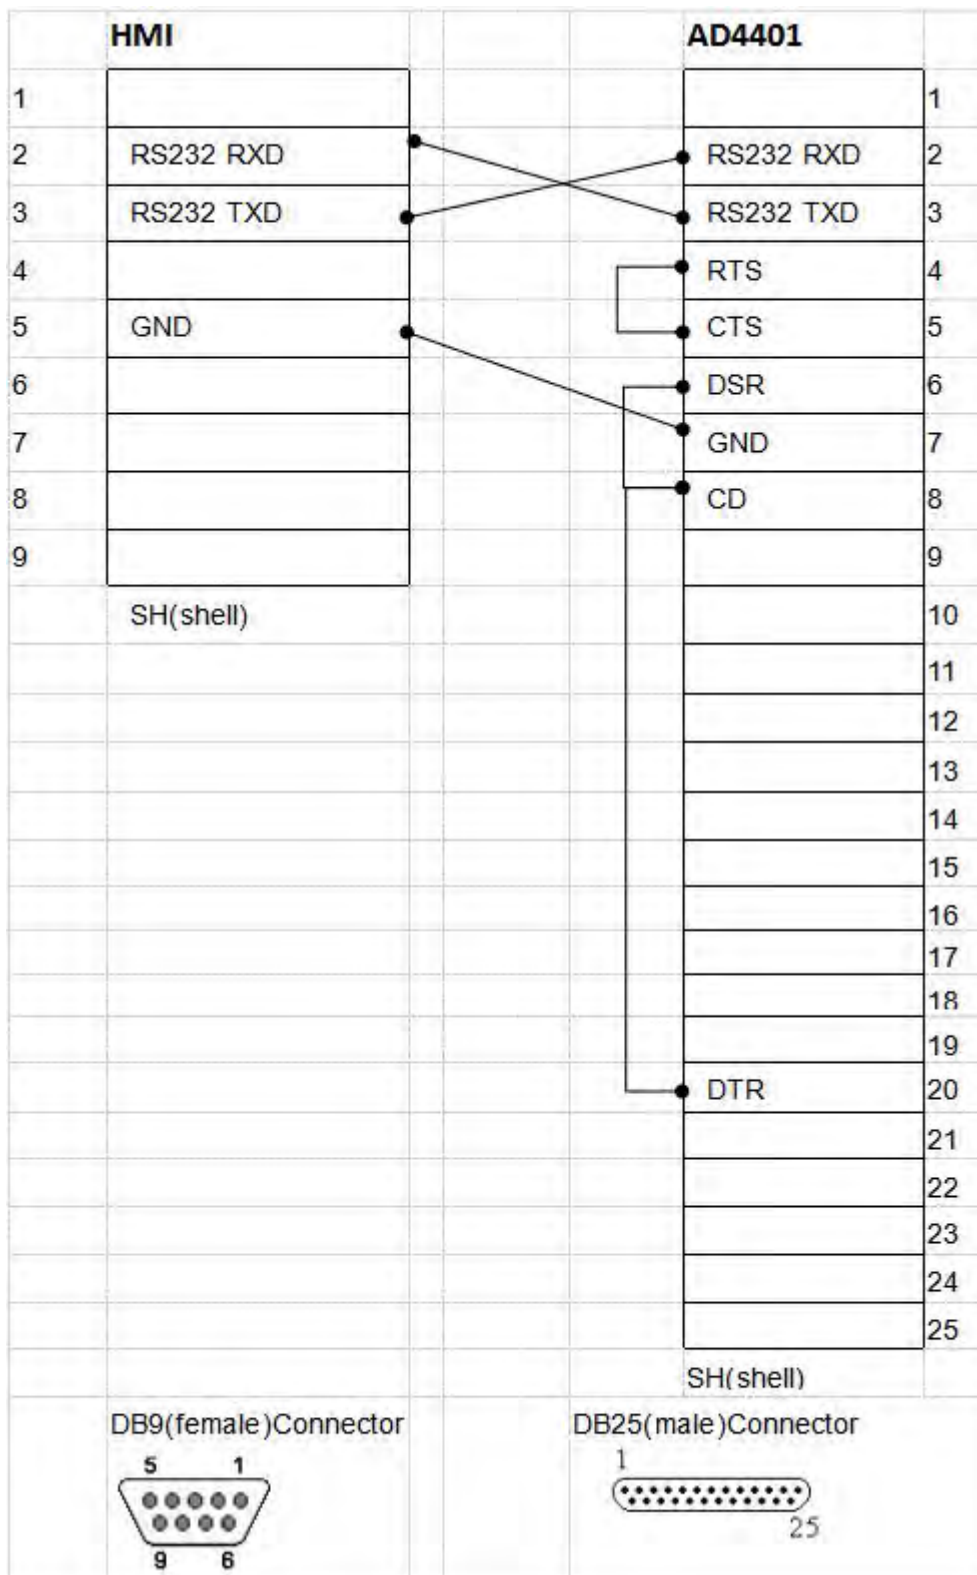 HMI AD4401
1 1
2 RS232 RXD RS232 RXD 2
3 RS232 TXD RS232 TXD 3
4 RTS 4
5 GND CTS 5
6 DSR 6
7 GND 7
8 CD 8
9 9
SH(shell) 10
11
12
13
14
15
16
17
18
19
DTR 20
21
22
23
24
25
SH(shell)
DB9(female)Connector DB25(male)Connector
5 1 1
9 6 25